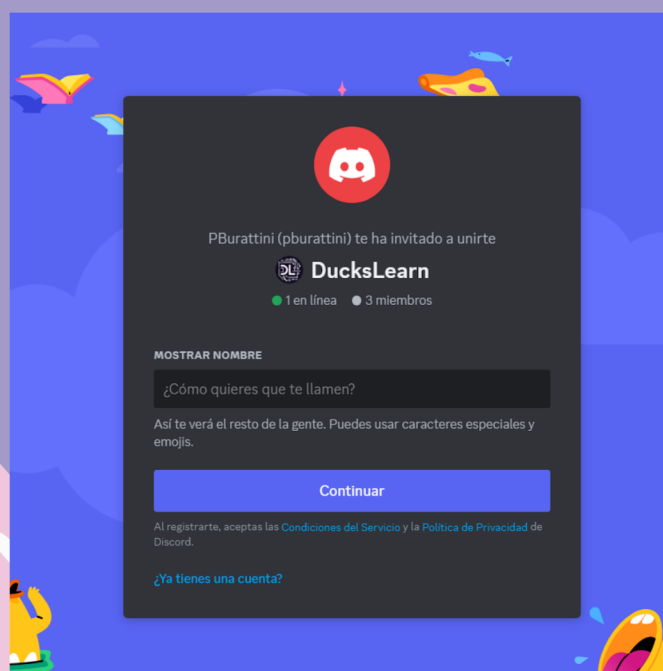 PBurattini (pburattini) te ha invitado a unirte
DL DucksLearn
1 en línea 3 miembros
MOSTRAR NOMBRE
¿Cómo quieres que te llamen?
Así te verá el resto de la gente. Puedes usar caracteres especiales y
emojis.
Continuar
Al registrarte, aceptas las Condiciones del Servicio y la Política de Privacidad de
Discord.
¿Ya tienes una cuenta?